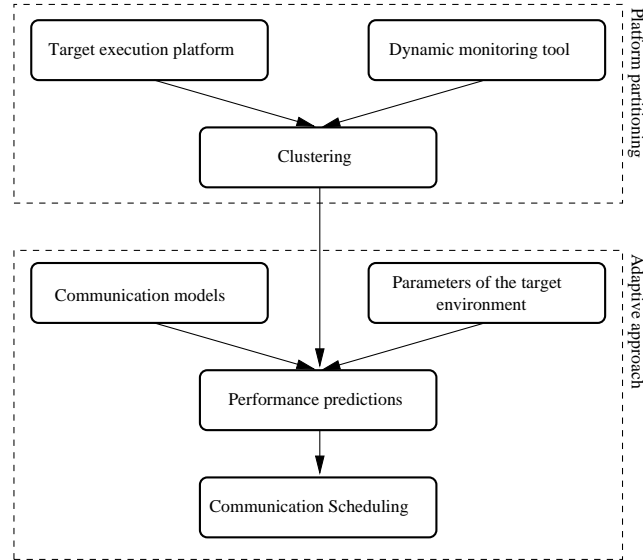 Target execution platform
Dynamic monitoring tool
Clustering
Platform partitioning
Communication models
Parameters of the target
environment
Performance predictions
Communication Scheduling
Adaptive approach